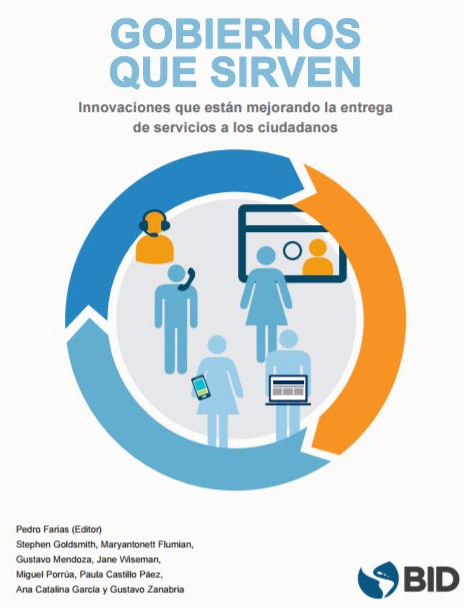 GOBIERNOS
QUE SIRVEN
Innovaciones que están mejorando la entrega
de servicios a los ciudadanos
Pedro Farias (Editor)
Stephen Goldsmith, Maryantonett Flumian,
Gustavo Mendoza, Jane Wiseman,
Miguel Porrúa, Paula Castillo Páez,
Ana Catalina García y Gustavo Zanabria
BID